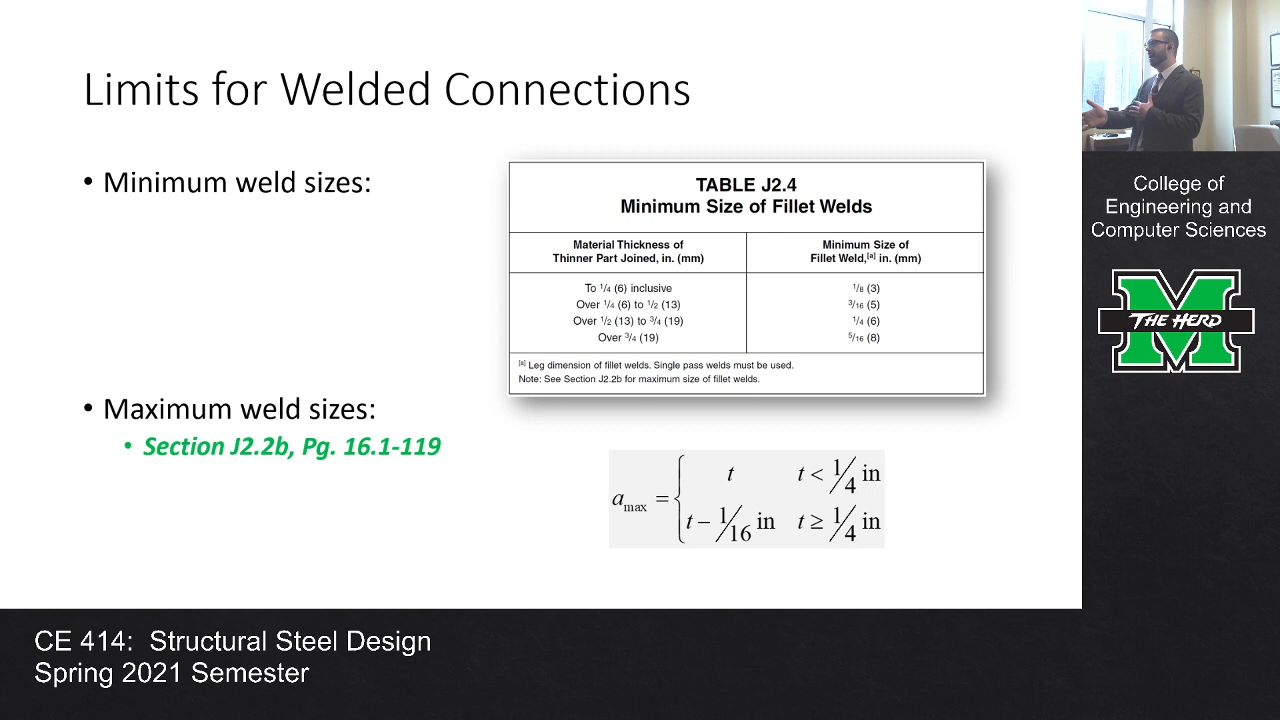 Limits for Welded Connections
• Minimum weld sizes:
TABLE J2.4
Minimum Size of Fillet Welds
Material Thickness of
Thinner Part Joined, in. (mm)
Minimum Size of
Fillet Weld,[a] in. (mm)
To 1/4 (6) inclusive
1/8 (3)
Over 1/4 (6) to 1/2 (13)
3/16 (5)
Over 1/2 (13) to 3/4 (19)
1/4 (6)
Over 3/4 (19)
5/16 (8)
[a] Leg dimension of fillet welds. Single pass welds must be used.
Note: See Section J2.2b for maximum size of fillet welds.
• Maximum weld sizes:
• Section J2.2b, Pg. 16.1-119
amax = { t t < 1/4 in
t − 1/16 in t ≥ 1/4 in
College of
Engineering and
Computer Sciences
THE HERD
CE 414: Structural Steel Design
Spring 2021 Semester